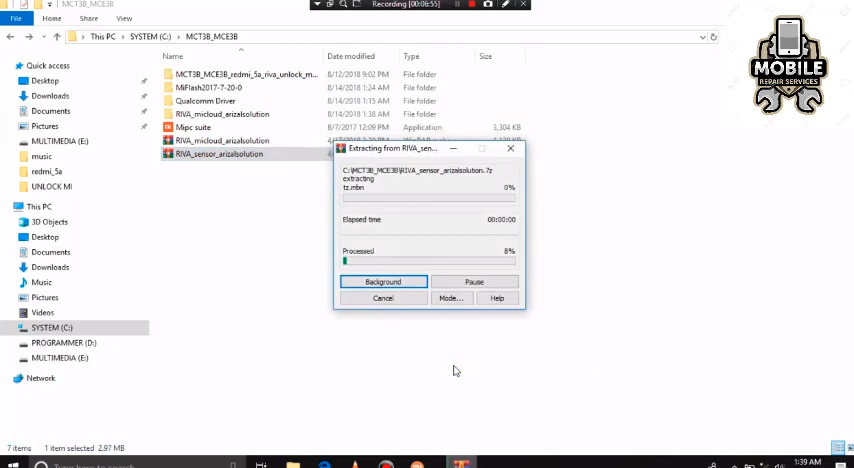 MCT3B_MCE3B
Recording [00:06:55]
File Home Share View
This PC SYSTEM (C:) MCT3B_MCE3B
Name Date modified Type Size
Quick access
Desktop
Downloads
Documents
Pictures
MULTIMEDIA (E:)
music
redmi_5a
UNLOCK MI
This PC
3D Objects
Desktop
Documents
Downloads
Music
Pictures
Videos
SYSTEM (C:)
PROGRAMMER (D:)
MULTIMEDIA (E:)
Network
MCT3B_MCE3B_redmi_5a_riva_unlock_m... 8/12/2018 9:02 PM File folder
MiFlash2017-7-20-0 8/14/2018 1:24 AM File folder
Qualcomm Driver 8/14/2018 1:15 AM File folder
RIVA_micloud_arizalsolution 8/14/2018 1:38 AM File folder
Mipc suite 8/7/2017 12:09 PM Application 3,304 KB
RIVA_micloud_arizalsolution
RIVA_sensor_arizalsolution
Extracting from RIVA_sen...
C:\MCT3B_MCE3B\RIVA_sensor_arizalsolution.7z
extracting
tz.mbn 0%
Elapsed time 00:00:00
Processed 8%
Background Pause
Cancel Mode... Help
MOBILE
REPAIR SERVICES
7 items 1 item selected 2.97 MB
Type here to search
1:39 AM